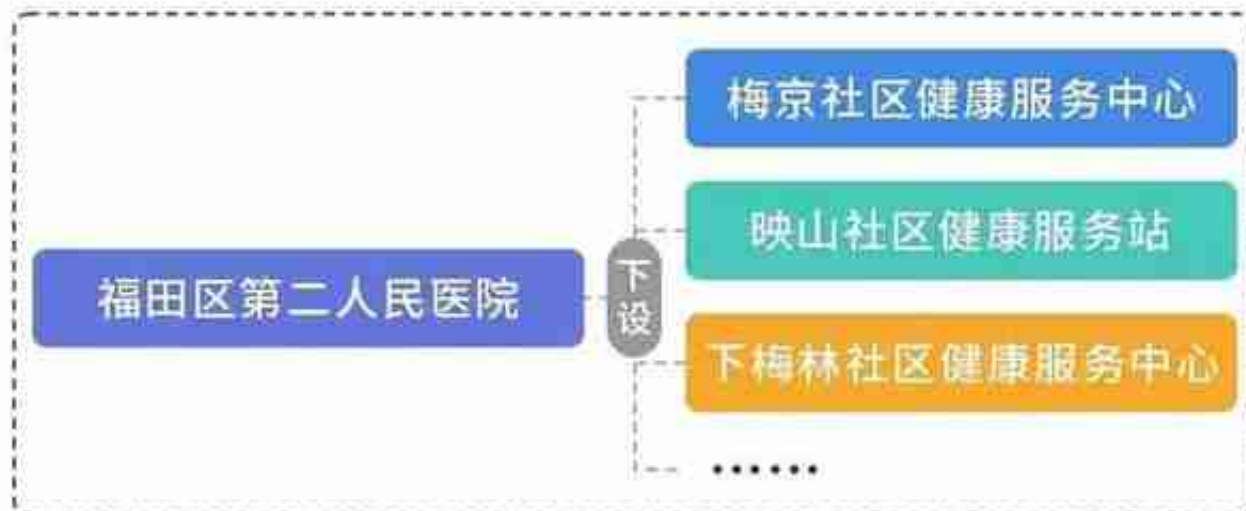 梅京社区健康服务中心
映山社区健康服务站
福田区第二人民医院
下设
下梅林社区健康服务中心
······